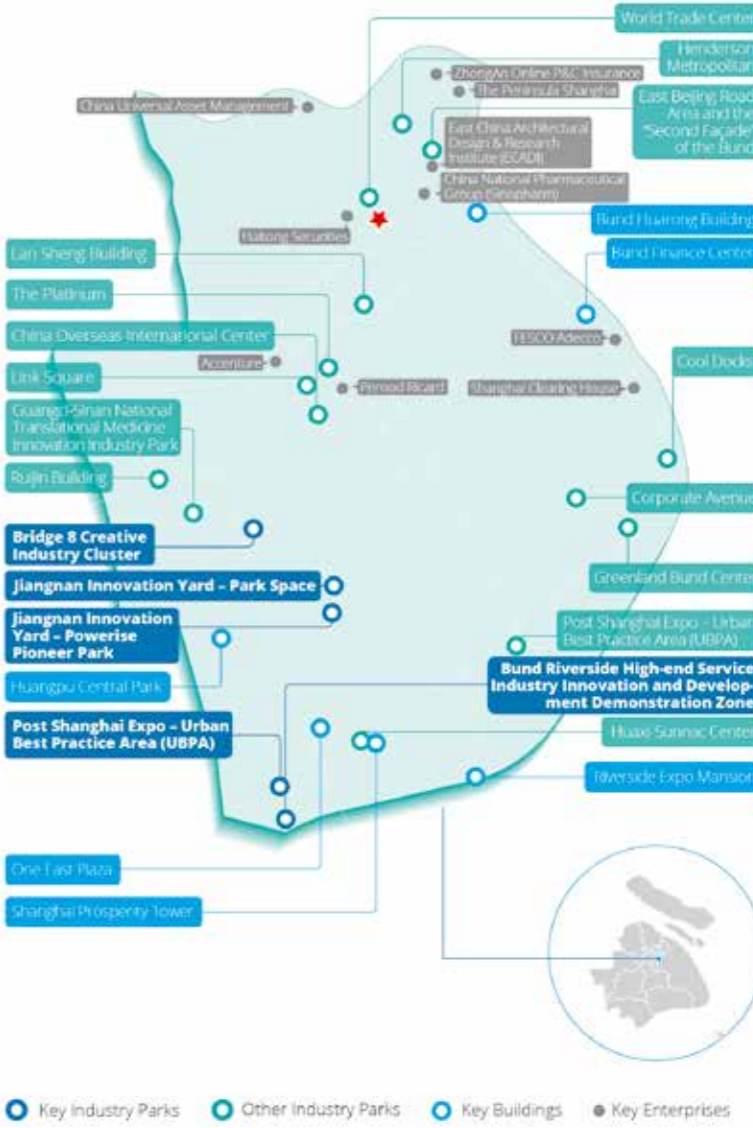 World Trade Center
Henderson
Metropolitan
ZhongAn Online P&C Insurance
The Peninsula Shanghai
China Universal Asset Management
East Beijing Road
Area and the
"Second Façade"
of the Bund
East China Architectural
Design & Research
Institute (ECADI)
China National Pharmaceutical
Group (Sinopharm)
Bund Huarong Building
Haitong Securities
Lan Sheng Building
Bund Finance Center
The Platinum
China Overseas International Center
FESCO Adecco
Accenture
Cool Docks
Link Square
Pernod Ricard
Shanghai Clearing House
Guangci-Sinan National
Translational Medicine
Innovation Industry Park
Ruijin Building
Corporate Avenue
Bridge 8 Creative
Industry Cluster
Jiangnan Innovation Yard – Park Space
Greenland Bund Center
Jiangnan Innovation
Yard – Powerise
Pioneer Park
Post Shanghai Expo – Urban
Best Practice Area (UBPA)
Huangpu Central Park
Bund Riverside High-end Service
Industry Innovation and Develop-
ment Demonstration Zone
Post Shanghai Expo – Urban
Best Practice Area (UBPA)
Huaxi Sunnac Center
Riverside Expo Mansion
One East Plaza
Shanghai Prosperity Tower
Key Industry Parks
Other Industry Parks
Key Buildings
Key Enterprises